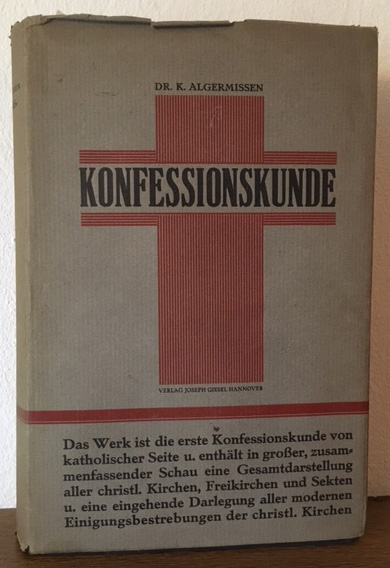 DR. K. ALGERMISSEN
KONFESSIONSKUNDE
VERLAG JOSEPH GIESEL HANNOVER
Das Werk ist die erste Konfessionskunde von
katholischer Seite u. enthält in großer, zusam-
menfassender Schau eine Gesamtdarstellung
aller christl. Kirchen, Freikirchen und Sekten
u. eine eingehende Darlegung aller modernen
Einigungsbestrebungen der christl. Kirchen